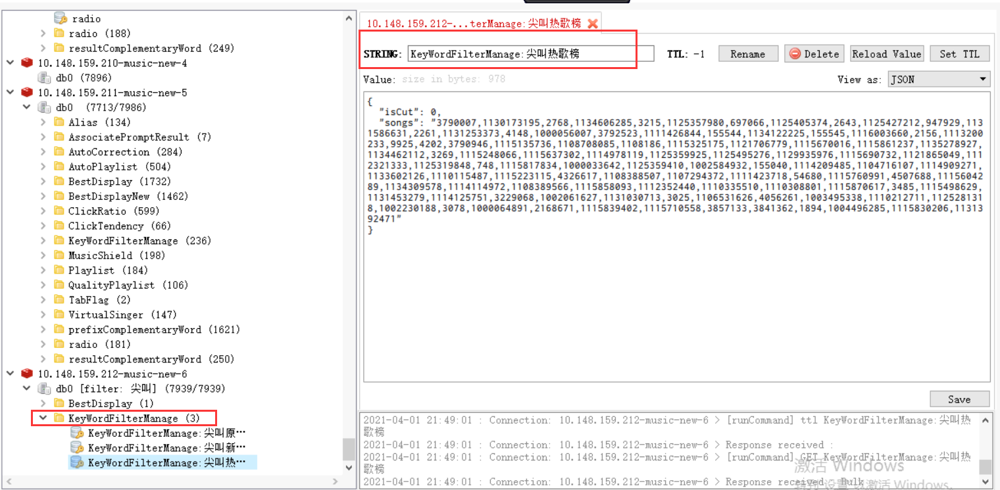 radio
radio (188)
resultComplementaryWord (249)
10.148.159.210-music-new-4
db0 (7896)
10.148.159.211-music-new-5
db0 (7713/7986)
Alias (134)
AssociatePromptResult (7)
AutoCorrection (284)
AutoPlaylist (504)
BestDisplay (1732)
BestDisplayNew (1462)
ClickRatio (599)
ClickTendency (66)
KeyWordFilterManage (236)
MusicShield (198)
Playlist (184)
QualityPlaylist (106)
TabFlag (2)
VirtualSinger (147)
prefixComplementaryWord (1621)
radio (181)
resultComplementaryWord (250)
10.148.159.212-music-new-6
db0 [filter: 尖叫] (7939/7939)
BestDisplay (1)
KeyWordFilterManage (3)
KeyWordFilterManage:尖叫原…
KeyWordFilterManage:尖叫新…
KeyWordFilterManage:尖叫热…
10.148.159.212-...terManage:尖叫热歌榜
STRING: KeyWordFilterManage:尖叫热歌榜 TTL: -1 Rename Delete Reload Value Set TTL
Value: size in bytes: 978 View as: JSON
{
"isCut": 0,
"songs": "3790007,1130173195,2768,1134606285,3215,1125357980,697066,1125405374,2643,1125427212,947929,113
1586631,2261,1131253373,4148,1000056007,3792523,1111426844,155544,1134122225,155545,1116003660,2156,1113200
233,9925,4202,3790946,1115135736,1108708085,1108186,1115325175,1121706779,1115670016,1115861237,1135278927,
1134462112,3269,1115248066,1115637302,1114978119,1125359925,1125495276,1129935976,1115690732,1121865049,111
2321333,1125319848,748,1115817834,1000033642,1125359410,1002584932,155040,1114209485,1104716107,1114909271,
1133602126,1110115487,1115223115,4326617,1108388507,1107294372,1111423718,54680,1115760991,4507688,11156042
89,1134309578,1114114972,1108389566,1115858093,1112352440,1110335510,1110308801,1115870617,3485,1115498629,
1131453279,1114125751,3229068,1002061627,1131030713,3025,1106531626,4056261,1003495338,1110212711,112528131
8,1002230188,3078,1000064891,2168671,1115839402,1115710558,3857133,3841362,1894,1004496285,1115830206,11313
92471"
}
Save
2021-04-01 21:49:01 : Connection: 10.148.159.212-music-new-6 > [runCommand] ttl KeyWordFilterManage:尖叫热
歌榜
2021-04-01 21:49:01 : Connection: 10.148.159.212-music-new-6 > Response received :
2021-04-01 21:49:01 : Connection: 10.148.159.212-music-new-6 > [runCommand] GET KeyWordFilterManage:尖叫热
歌榜
2021-04-01 21:49:01 : Connection: 10.148.159.212-music-new-6 > Response received : Bulk
激活 Windows
转到"设置"以激活 Windows。